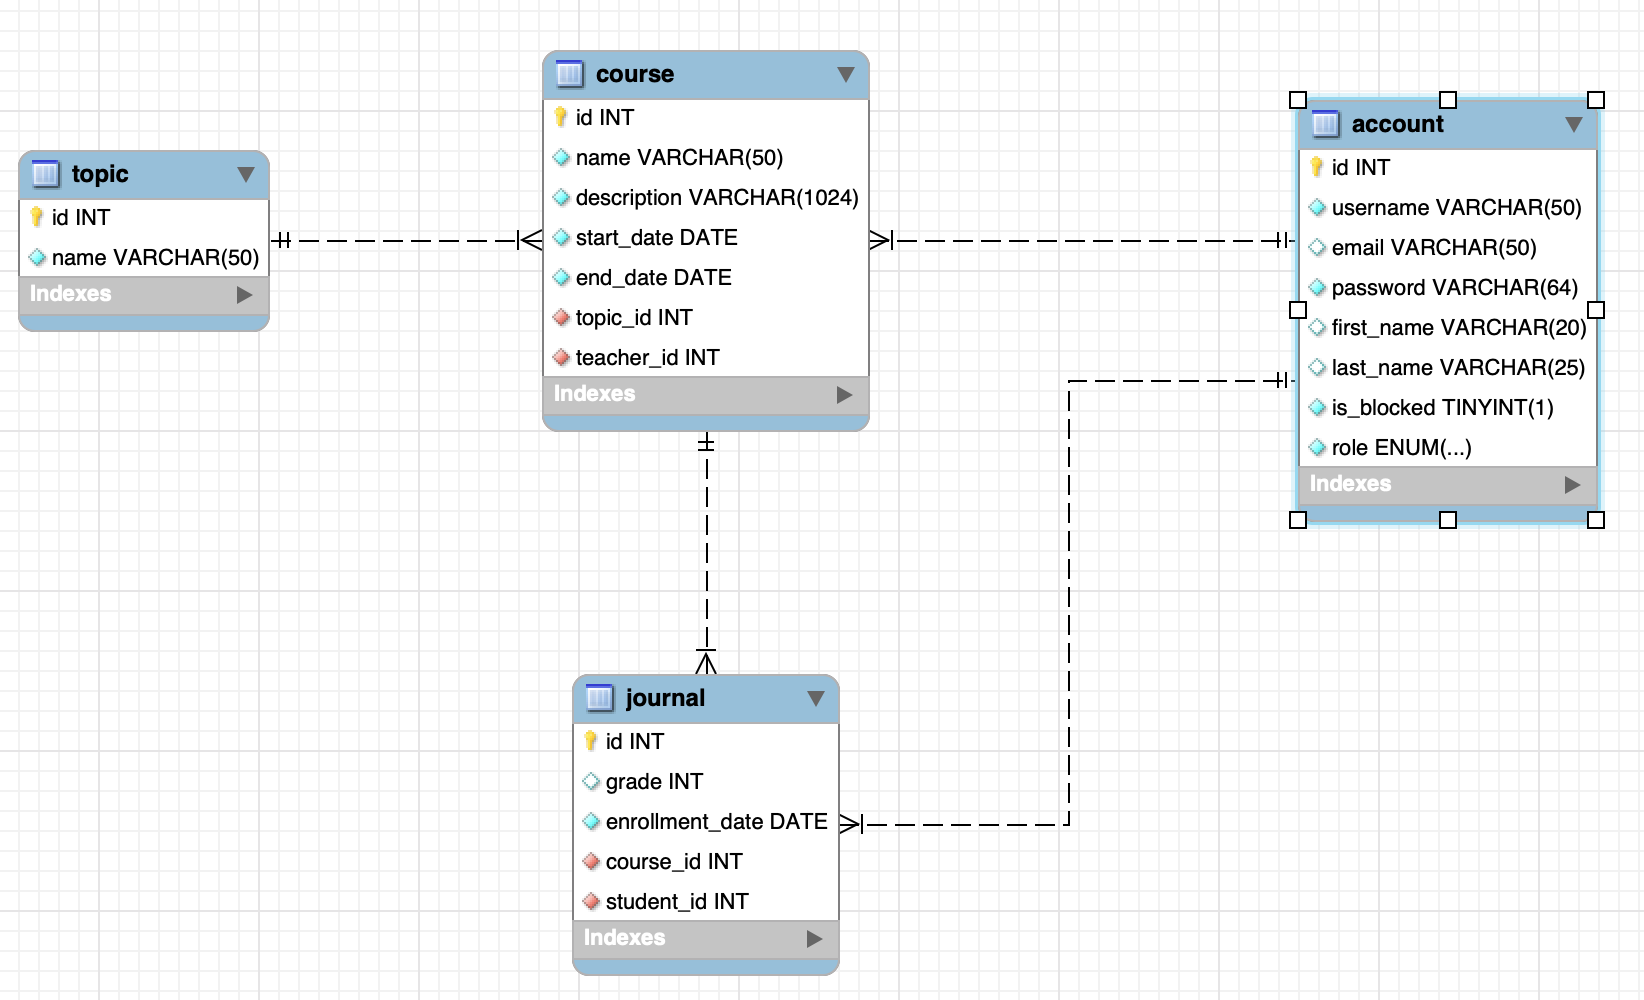 topic
id INT
name VARCHAR(50)
Indexes
course
id INT
name VARCHAR(50)
description VARCHAR(1024)
start_date DATE
end_date DATE
topic_id INT
teacher_id INT
Indexes
account
id INT
username VARCHAR(50)
email VARCHAR(50)
password VARCHAR(64)
first_name VARCHAR(20)
last_name VARCHAR(25)
is_blocked TINYINT(1)
role ENUM(...)
Indexes
journal
id INT
grade INT
enrollment_date DATE
course_id INT
student_id INT
Indexes